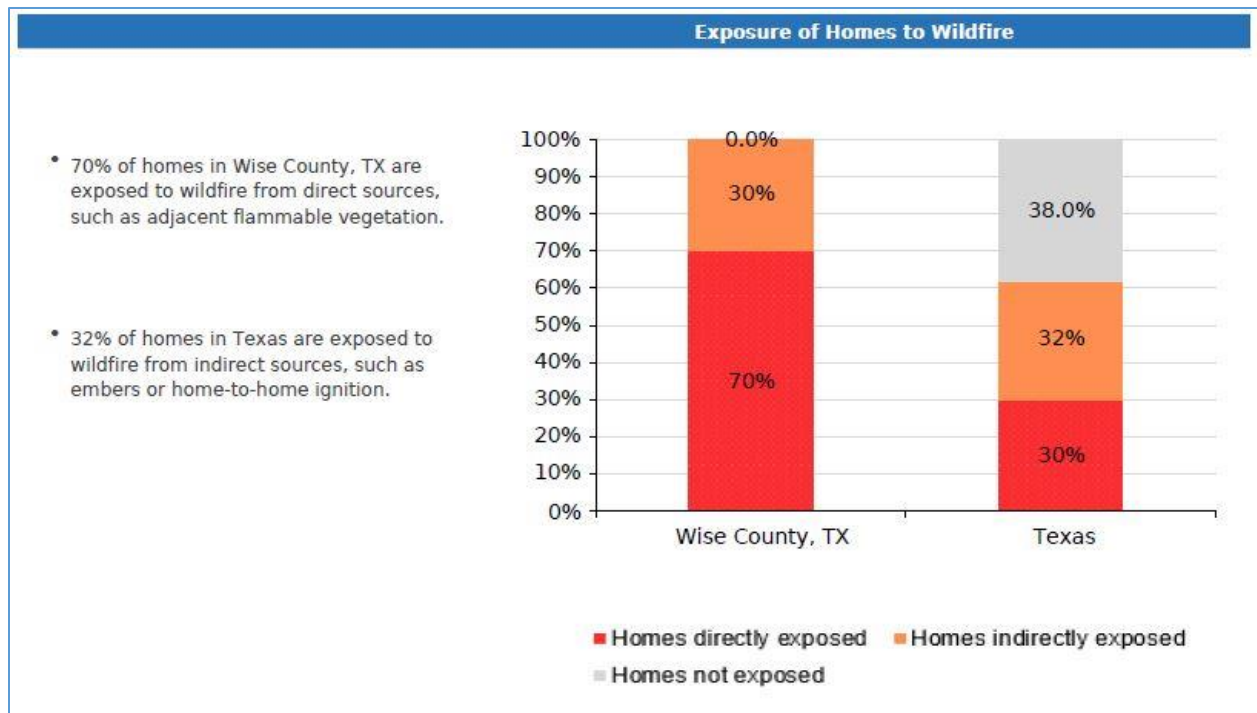 Exposure of Homes to Wildfire
• 70% of homes in Wise County, TX are
exposed to wildfire from direct sources,
such as adjacent flammable vegetation.
• 32% of homes in Texas are exposed to
wildfire from indirect sources, such as
embers or home-to-home ignition.
100%
90%
80%
70%
60%
50%
40%
30%
20%
10%
0%
0.0%
30%
70%
38.0%
32%
30%
Wise County, TX
Texas
Homes directly exposed
Homes indirectly exposed
Homes not exposed